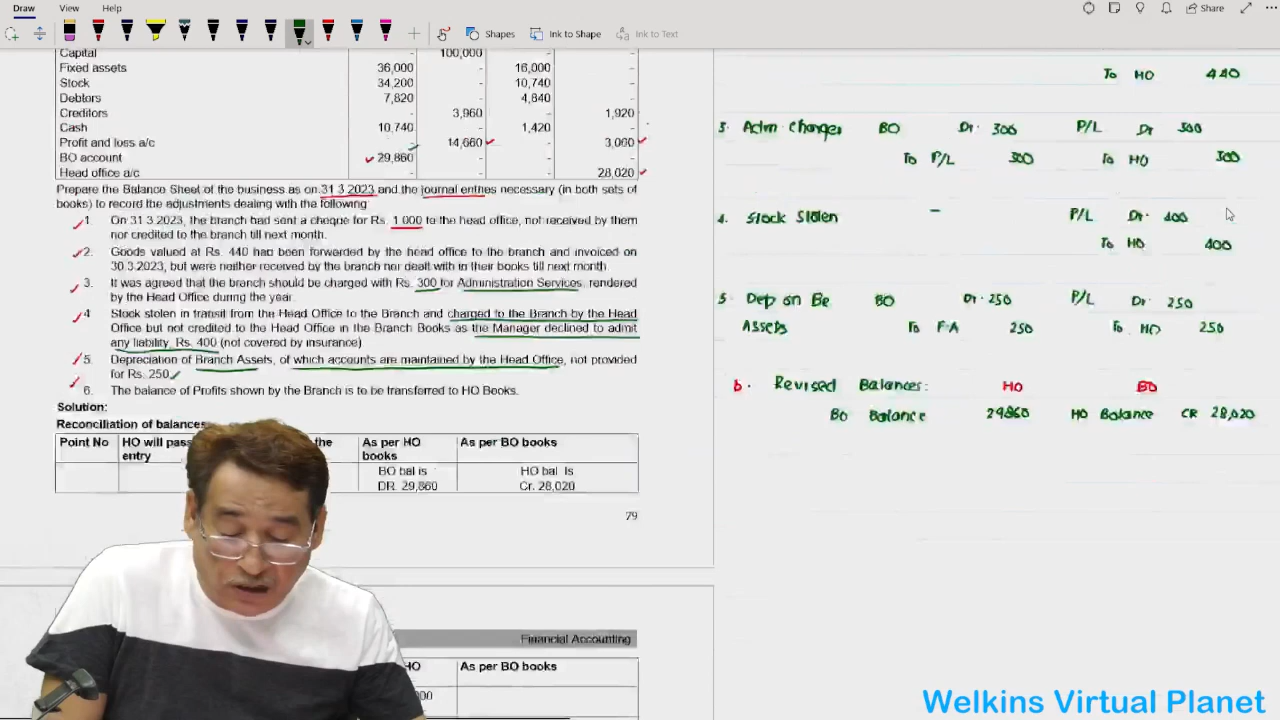 Draw View Help
Share
Shapes Ink to Shape Ink to Text
Capital - 100,000 - -
Fixed assets 36,000 - 16,000 -
Stock 34,200 - 10,740 -
Debtors 7,820 - 4,840 -
Creditors - 3,960 - 1,920
Cash 10,740 - 1,420 -
Profit and loss a/c - 14,660 - 3,060
BO account 29,860 - - -
Head office a/c 28,020
Prepare the Balance Sheet of the business as on 31 3 2023 and the journal entries necessary (in both sets of
books) to record the adjustments dealing with the following
1. On 31 3 2023, the branch had sent a cheque for Rs. 1 000 to the head office, not received by them
nor credited to the branch till next month.
2. Goods valued at Rs. 440 had been forwarded by the head office to the branch and invoiced on
30.3.2023, but were neither received by the branch nor dealt with in their books till next month.
3. It was agreed that the branch should be charged with Rs. 300 for Administration Services, rendered
by the Head Office during the year.
4 Stock stolen in transit from the Head Office to the Branch and charged to the Branch by the Head
Office but not credited to the Head Office in the Branch Books as the Manager declined to admit
any liability, Rs. 400 (not covered by insurance)
5. Depreciation of Branch Assets, of which accounts are maintained by the Head Office, not provided
for Rs. 250
6. The balance of Profits shown by the Branch is to be transferred to HO Books.
Solution:
Reconciliation of balances
Point No HO will pass the As per HO As per BO books
entry books
BO bal is HO bal Is
DR. 29,860 Cr. 28,020
79
Financial Accounting
HO As per BO books
To HO 440
3. Adm Charges BO Dr. 300 P/L Dr 300
To P/L 300 To HO 300
4. Stock Stolen - P/L Dr. 400
To HO 400
5. Dep on Br BO Dr. 250 P/L Dr. 250
Assets To F.A 250 To HO 250
6. Revised Balances: HO BO
BO Balance 29860 HO Balance CR 28,020
Welkins Virtual Planet